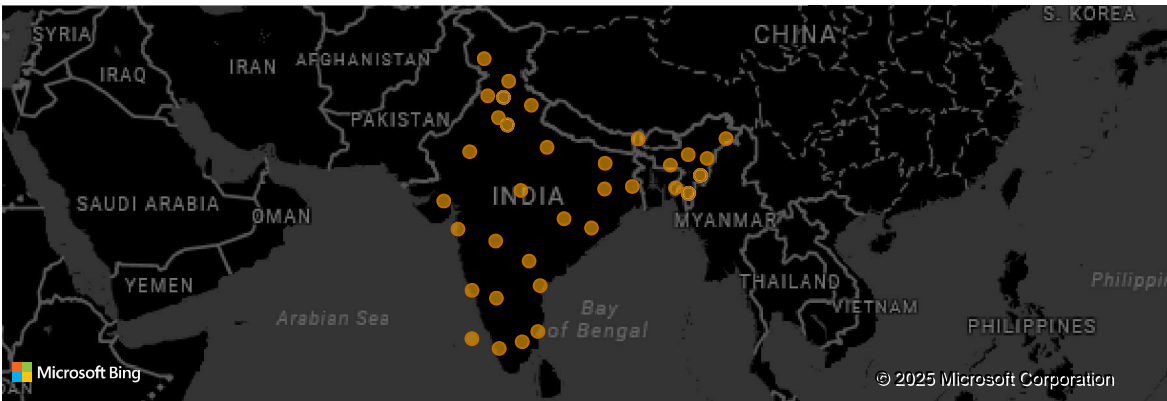 S. KOREA
SYRIA
CHINA
IRAQ
IRAN
AFGHANISTAN
PAKISTAN
INDIA
SAUDI ARABIA
OMAN
MYANMAR
YEMEN
THAILAND
Philippi
VIETNAM
Arabian Sea
Bay
of Bengal
PHILIPPINES
Microsoft Bing
© 2025 Microsoft Corporation